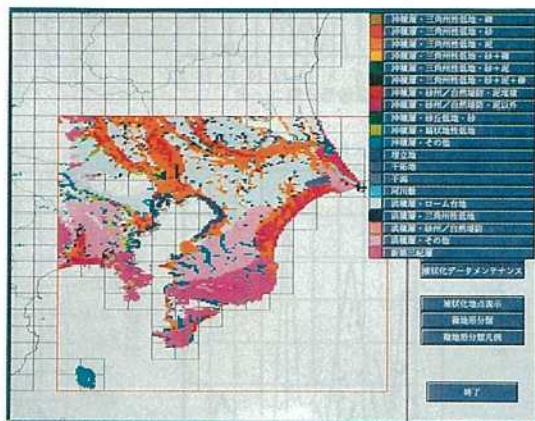 沖積層・三角州性低地・礫
沖積層・三角州性低地・砂
沖積層・三角州性低地・泥
沖積層・三角州性低地・砂+礫
沖積層・三角州性低地・砂+泥
沖積層・三角州性低地・砂+泥+礫
沖積層・砂州/自然堤防・泥堆積
沖積層・砂州/自然堤防・泥以外
沖積層・砂丘低地・砂
沖積層・扇状地性低地
沖積層・その他
埋立地
干拓地
干潟
河川敷
洪積層・ローム台地
洪積層・三角州性低地
洪積層・砂州/自然堤防
洪積層・その他
新第三紀層
液状化データメンテナンス
液状化地点表示
微地形分類
微地形分類凡例
終了